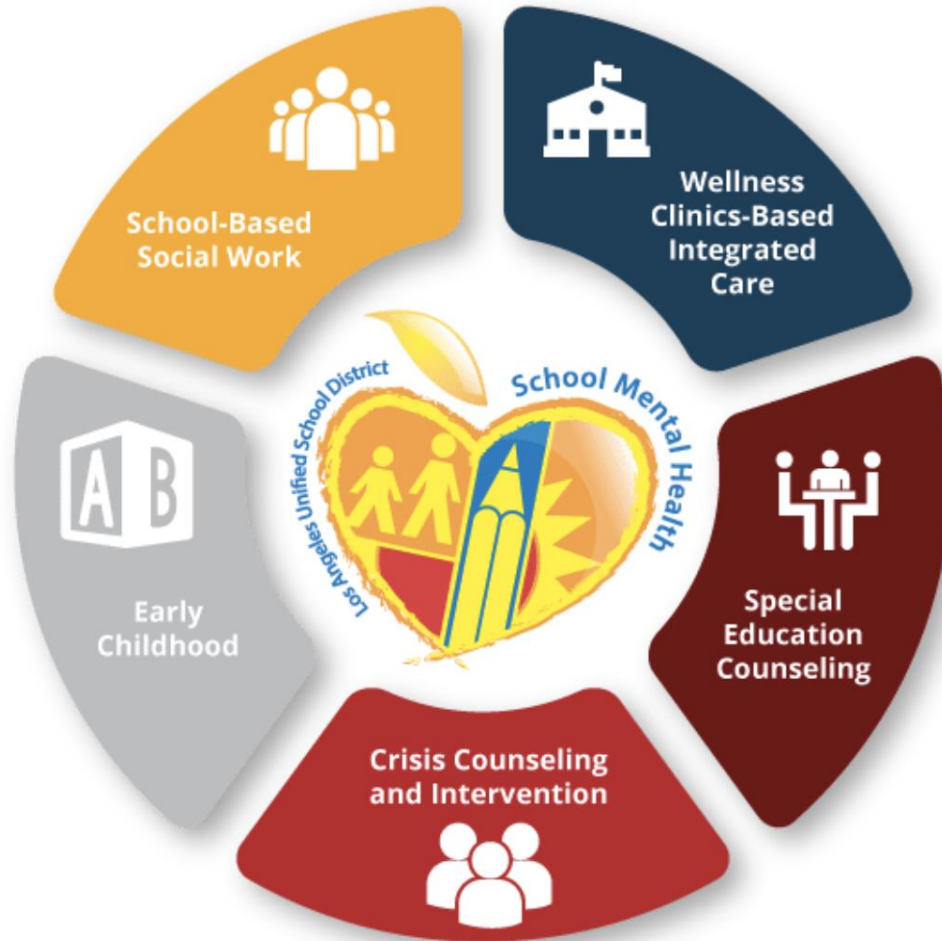 School-Based
Social Work
Wellness
Clinics-Based
Integrated
Care
Los Angeles Unified School District
School Mental Health
A B
Early
Childhood
Special
Education
Counseling
Crisis Counseling
and Intervention